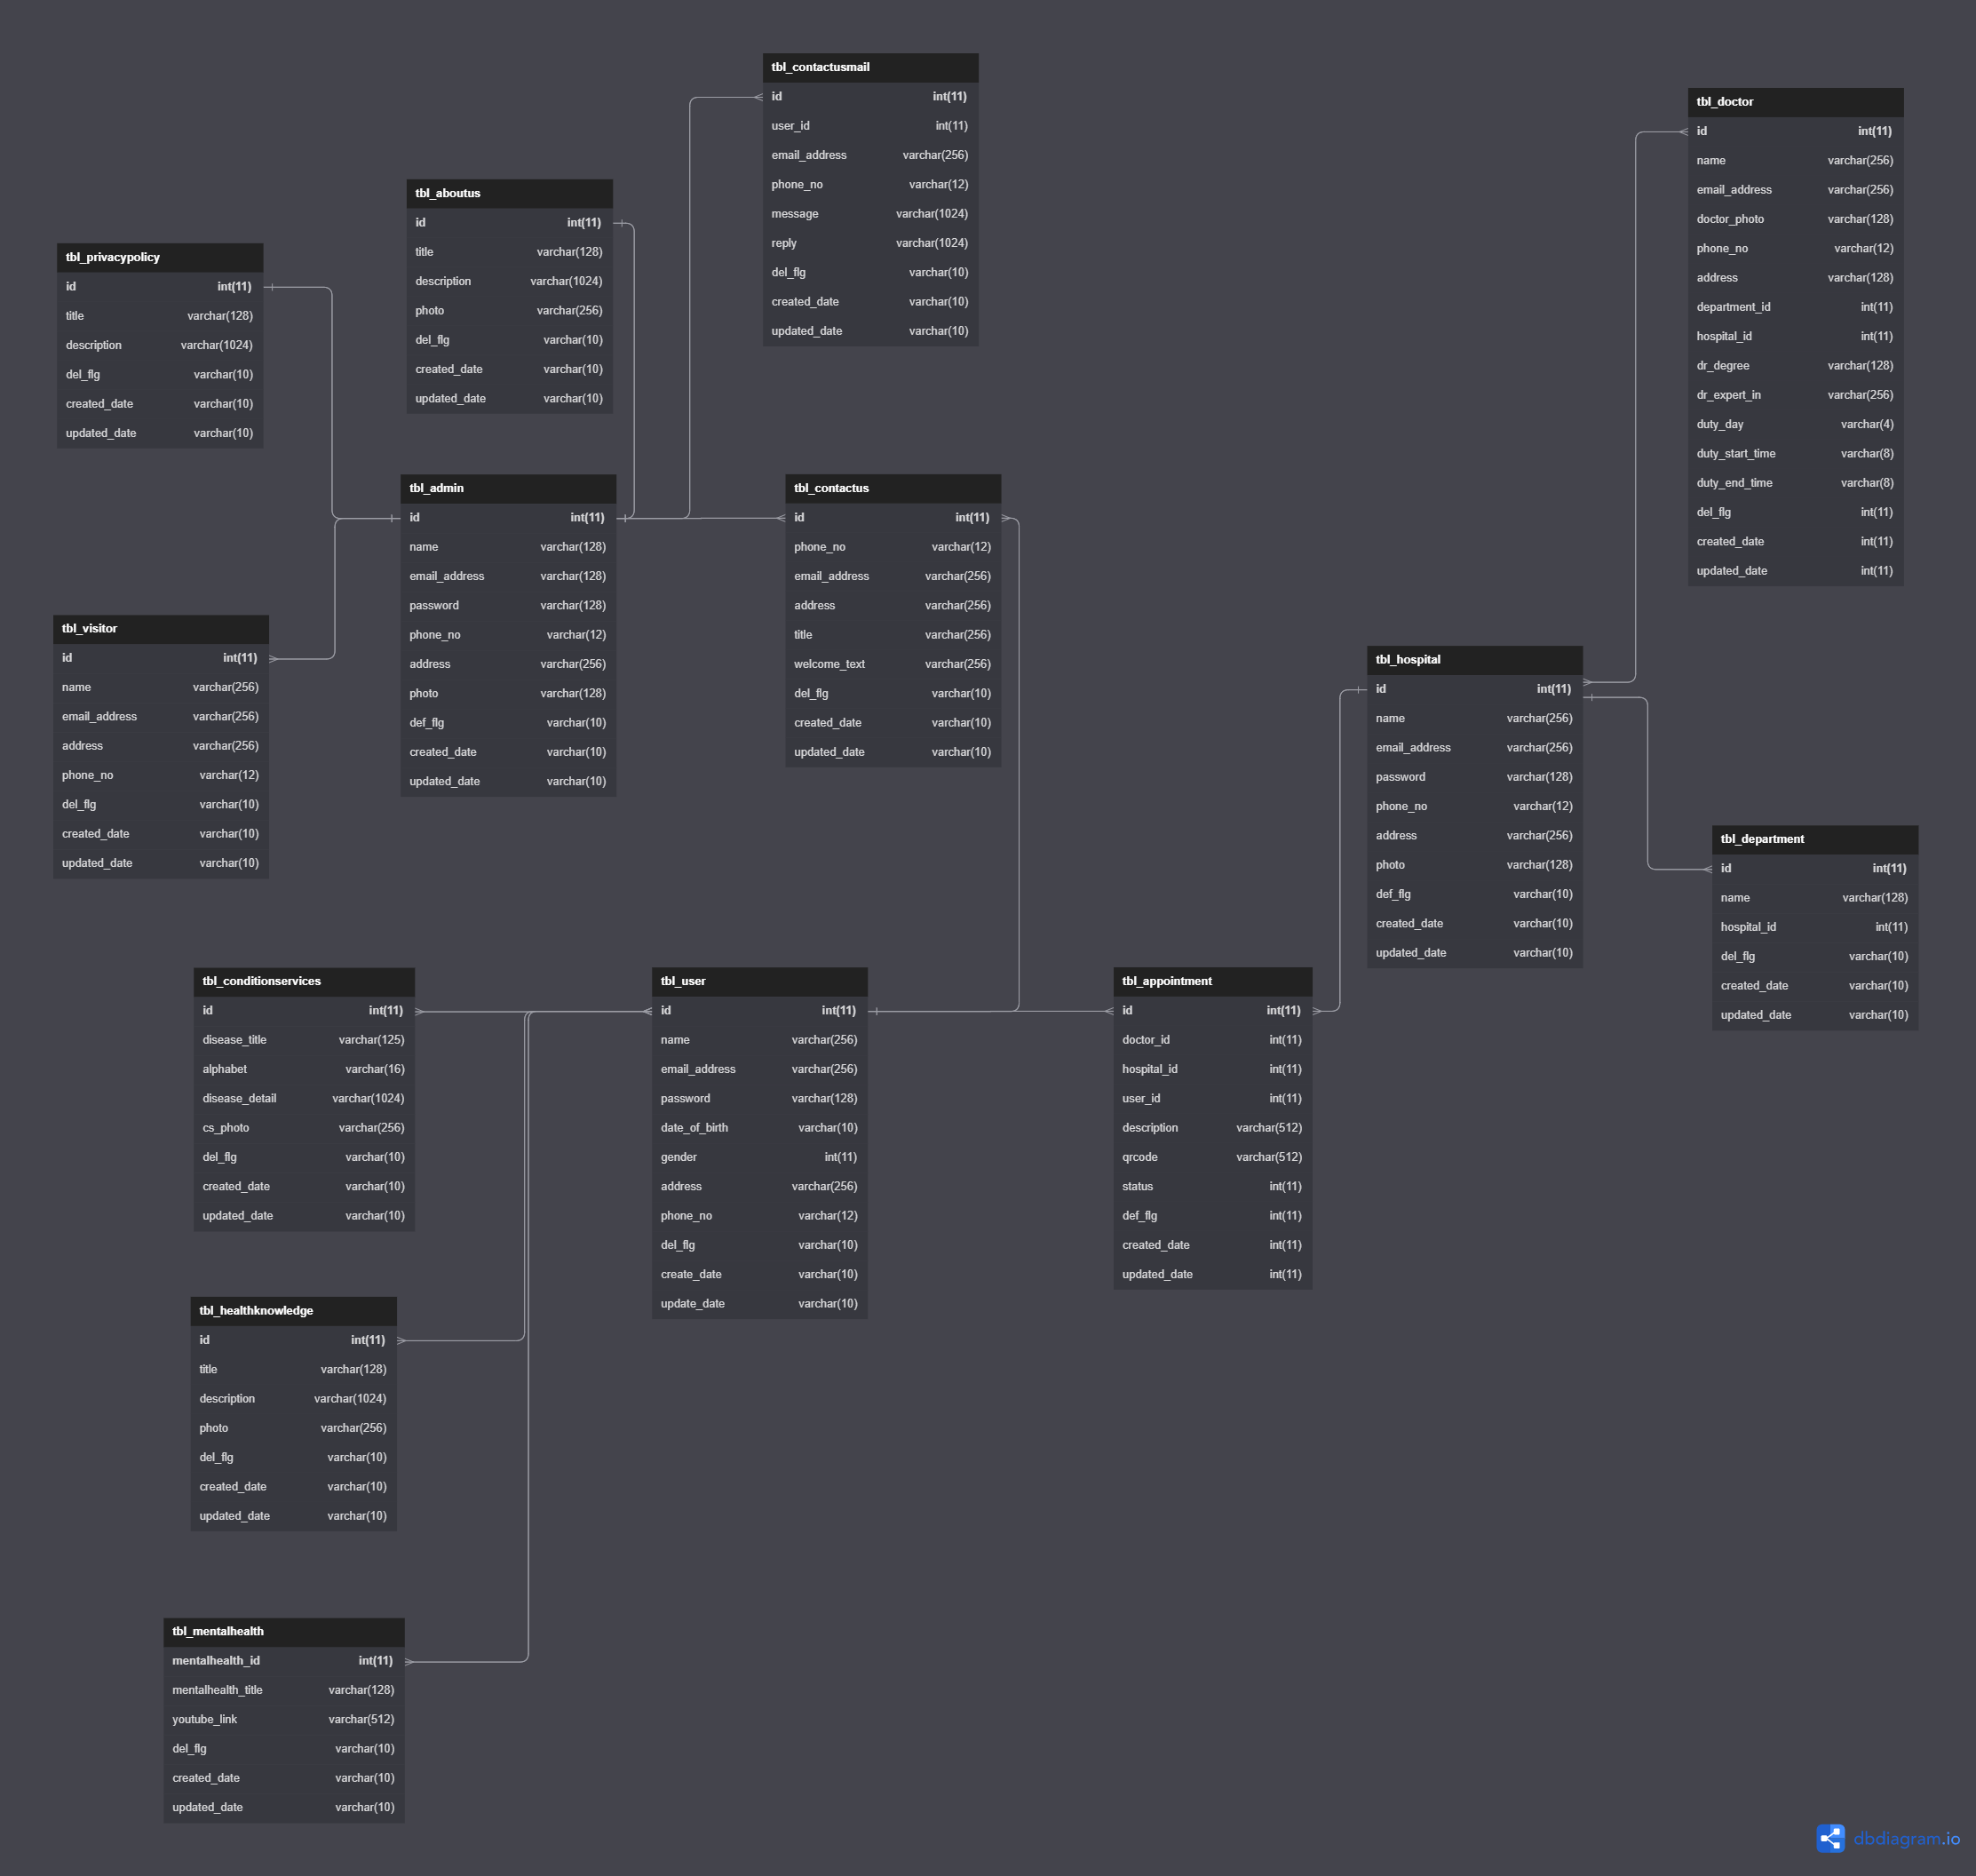 tbl_contactusmail
id int(11)
user_id int(11)
email_address varchar(256)
phone_no varchar(12)
message varchar(1024)
reply varchar(1024)
del_flg varchar(10)
created_date varchar(10)
updated_date varchar(10)
tbl_doctor
id int(11)
name varchar(256)
email_address varchar(256)
doctor_photo varchar(128)
phone_no varchar(12)
address varchar(128)
department_id int(11)
hospital_id int(11)
dr_degree varchar(128)
dr_expert_in varchar(256)
duty_day varchar(4)
duty_start_time varchar(8)
duty_end_time varchar(8)
del_flg int(11)
created_date int(11)
updated_date int(11)
tbl_aboutus
id int(11)
title varchar(128)
description varchar(1024)
photo varchar(256)
del_flg varchar(10)
created_date varchar(10)
updated_date varchar(10)
tbl_privacypolicy
id int(11)
title varchar(128)
description varchar(1024)
del_flg varchar(10)
created_date varchar(10)
updated_date varchar(10)
tbl_admin
id int(11)
name varchar(128)
email_address varchar(128)
password varchar(128)
phone_no varchar(12)
address varchar(256)
photo varchar(128)
def_flg varchar(10)
created_date varchar(10)
updated_date varchar(10)
tbl_contactus
id int(11)
phone_no varchar(12)
email_address varchar(256)
address varchar(256)
title varchar(256)
welcome_text varchar(256)
del_flg varchar(10)
created_date varchar(10)
updated_date varchar(10)
tbl_visitor
id int(11)
name varchar(256)
email_address varchar(256)
address varchar(256)
phone_no varchar(12)
del_flg varchar(10)
created_date varchar(10)
updated_date varchar(10)
tbl_hospital
id int(11)
name varchar(256)
email_address varchar(256)
password varchar(128)
phone_no varchar(12)
address varchar(256)
photo varchar(128)
def_flg varchar(10)
created_date varchar(10)
updated_date varchar(10)
tbl_department
id int(11)
name varchar(128)
hospital_id int(11)
del_flg varchar(10)
created_date varchar(10)
updated_date varchar(10)
tbl_conditionservices
id int(11)
disease_title varchar(125)
alphabet varchar(16)
disease_detail varchar(1024)
cs_photo varchar(256)
del_flg varchar(10)
created_date varchar(10)
updated_date varchar(10)
tbl_user
id int(11)
name varchar(256)
email_address varchar(256)
password varchar(128)
date_of_birth varchar(10)
gender int(11)
address varchar(256)
phone_no varchar(12)
del_flg varchar(10)
create_date varchar(10)
update_date varchar(10)
tbl_appointment
id int(11)
doctor_id int(11)
hospital_id int(11)
user_id int(11)
description varchar(512)
qrcode varchar(512)
status int(11)
def_flg int(11)
created_date int(11)
updated_date int(11)
tbl_healthknowledge
id int(11)
title varchar(128)
description varchar(1024)
photo varchar(256)
del_flg varchar(10)
created_date varchar(10)
updated_date varchar(10)
tbl_mentalhealth
mentalhealth_id int(11)
mentalhealth_title varchar(128)
youtube_link varchar(512)
del_flg varchar(10)
created_date varchar(10)
updated_date varchar(10)
dbdiagram.io